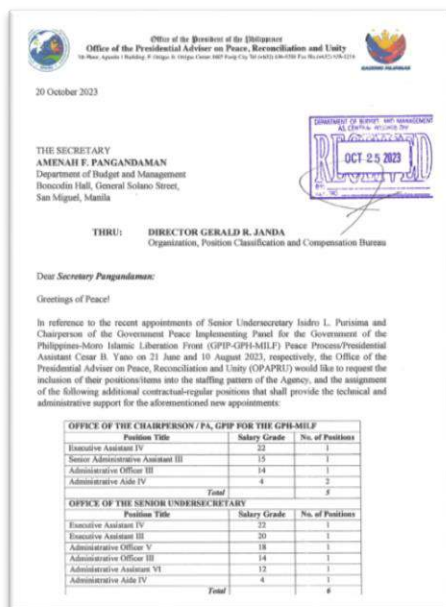 Office of the President of the Philippines
Office of the Presidential Adviser on Peace, Reconciliation and Unity
20 October 2023
DEPARTMENT OF BUDGET AND MANAGEMENT
RECEIVED
OCT 25 2023
THE SECRETARY
AMENAH F. PANGANDAMAN
Department of Budget and Management
Boncodin Hall, General Solano Street,
San Miguel, Manila
THRU: DIRECTOR GERALD R. JANDA
Organization, Position Classification and Compensation Bureau
Dear Secretary Pangandaman:
Greetings of Peace!
In reference to the recent appointments of Senior Undersecretary Isidro L. Purisima and
Chairperson of the Government Peace Implementing Panel for the Government of the
Philippines-Moro Islamic Liberation Front (GPIP-GPH-MILF) Peace Process/Presidential
Assistant Cesar B. Yano on 21 June and 10 August 2023, respectively, the Office of the
Presidential Adviser on Peace, Reconciliation and Unity (OPAPRU) would like to request the
inclusion of their positions/items into the staffing pattern of the Agency, and the assignment
of the following additional contractual-regular positions that shall provide the technical and
administrative support for the aforementioned new appointments:
OFFICE OF THE CHAIRPERSON / PA, GPIP FOR THE GPH-MILF
Position Title Salary Grade No. of Positions
Executive Assistant IV 22 1
Senior Administrative Assistant III 15 1
Administrative Officer III 14 1
Administrative Aide IV 4 2
Total 5
OFFICE OF THE SENIOR UNDERSECRETARY
Position Title Salary Grade No. of Positions
Executive Assistant IV 22 1
Executive Assistant III 20 1
Administrative Officer V 18 1
Administrative Officer III 14 1
Administrative Assistant VI 12 1
Administrative Aide IV 4 1
Total 6